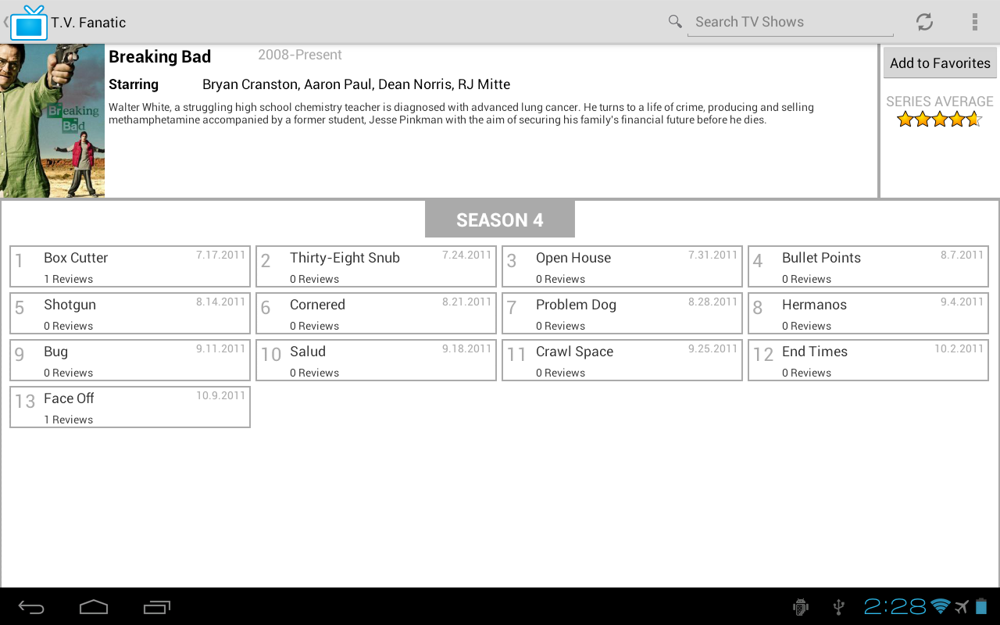 T.V. Fanatic
Search TV Shows
Breaking Bad
2008-Present
Starring
Bryan Cranston, Aaron Paul, Dean Norris, RJ Mitte
Walter White, a struggling high school chemistry teacher is diagnosed with advanced lung cancer. He turns to a life of crime, producing and selling
methamphetamine accompanied by a former student, Jesse Pinkman with the aim of securing his family's financial future before he dies.
Breaking
Bad
Add to Favorites
SERIES AVERAGE
SEASON 4
1 Box Cutter 7.17.2011
1 Reviews
2 Thirty-Eight Snub 7.24.2011
0 Reviews
3 Open House 7.31.2011
0 Reviews
4 Bullet Points 8.7.2011
0 Reviews
5 Shotgun 8.14.2011
0 Reviews
6 Cornered 8.21.2011
0 Reviews
7 Problem Dog 8.28.2011
0 Reviews
8 Hermanos 9.4.2011
0 Reviews
9 Bug 9.11.2011
0 Reviews
10 Salud 9.18.2011
0 Reviews
11 Crawl Space 9.25.2011
0 Reviews
12 End Times 10.2.2011
0 Reviews
13 Face Off 10.9.2011
1 Reviews
2:28